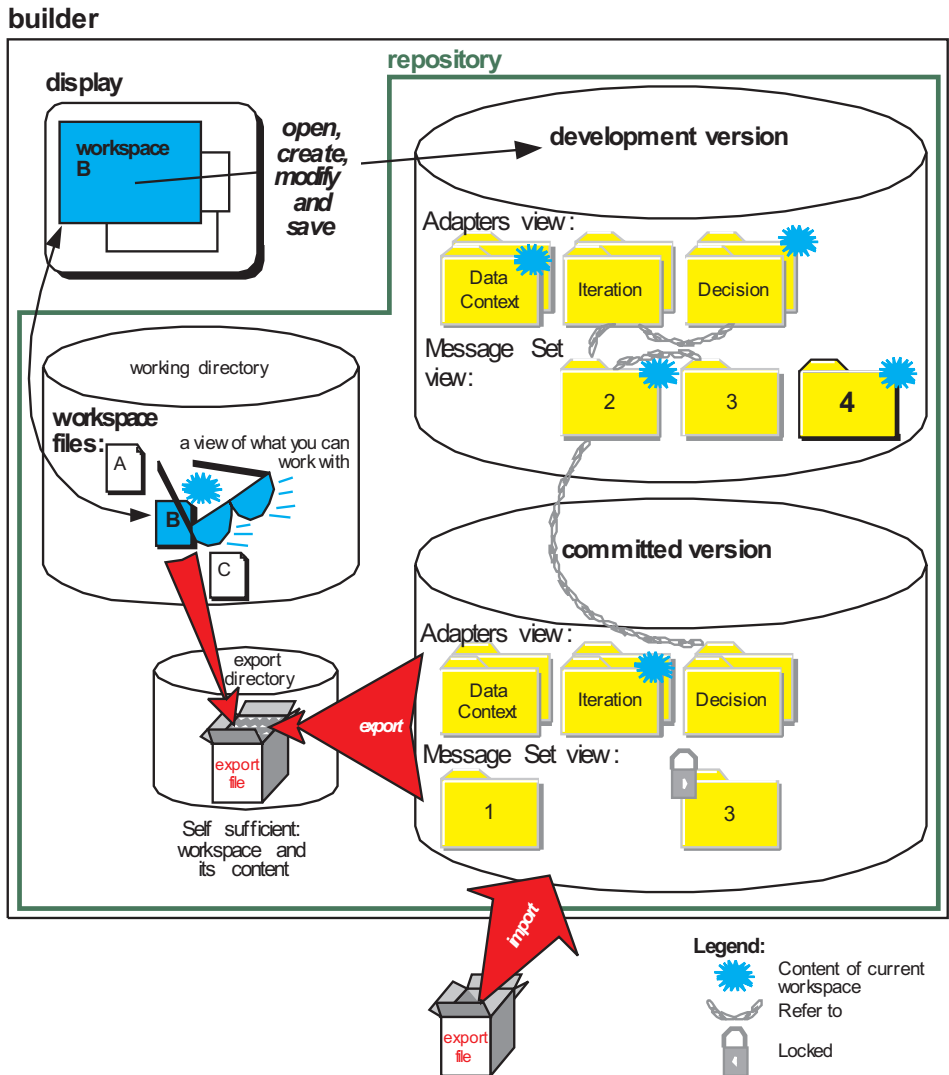 builder
repository
display
workspace
B
open,
create,
modify
and
save
development version
Adapters view:
Data
Context
Iteration
Decision
Message Set
view:
2
3
4
working directory
workspace
files:
a view of what you can
work with
A
B
C
committed version
Adapters view:
Data
Context
Iteration
Decision
Message Set view:
1
3
export
directory
export
file
export
Self sufficient:
workspace and
its content
import
export
file
Legend:
Content of current
workspace
Refer to
Locked